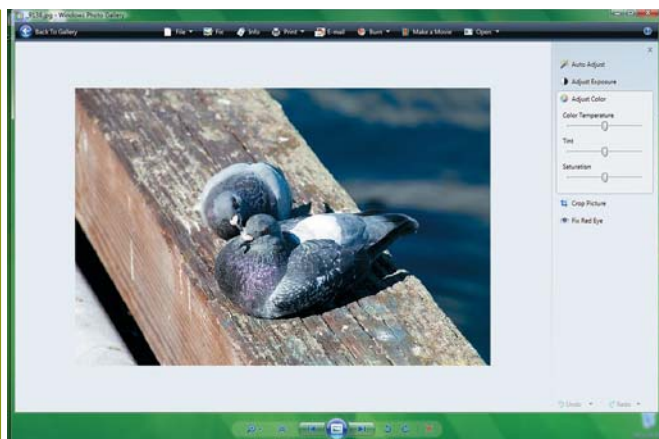 Windows Photo Gallery
Back To Gallery File Fix Info Print E-mail Burn Make a Movie Open
Auto Adjust
Adjust Exposure
Adjust Color
Color Temperature
Tint
Saturation
Crop Picture
Fix Red Eye
Undo Redo